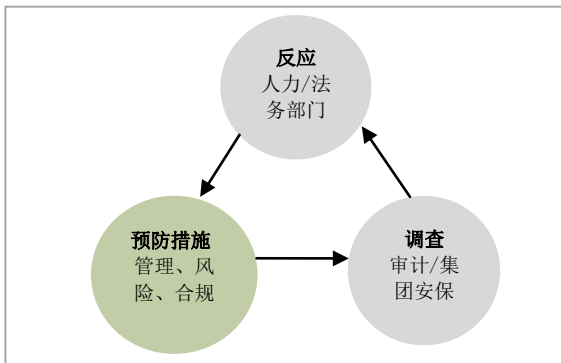 反应
人力/法
务部门
预防措施
管理、风
险、合规
调查
审计/集
团安保